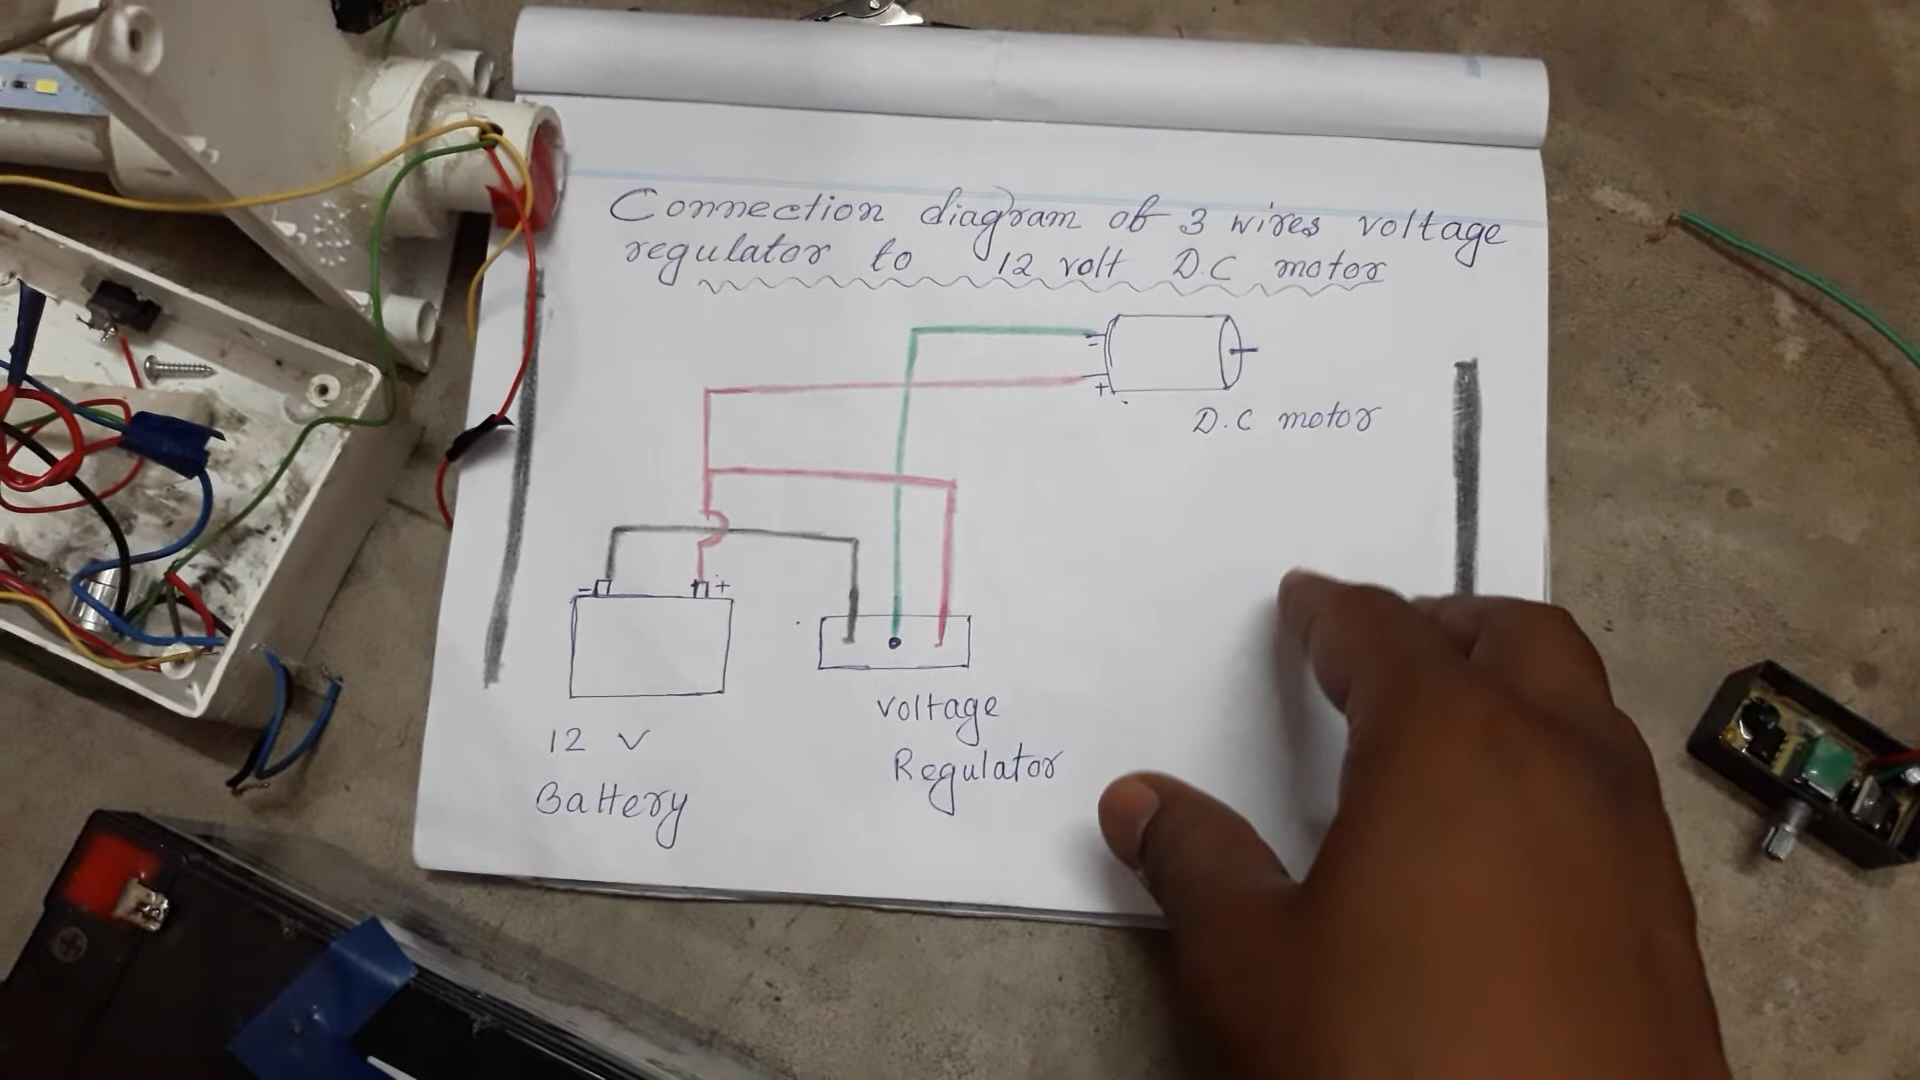 Connection diagram of 3 wires voltage
regulator to 12 volt D.C motor
-
+
D.C motor
- +
12 V
Battery
Voltage
Regulator